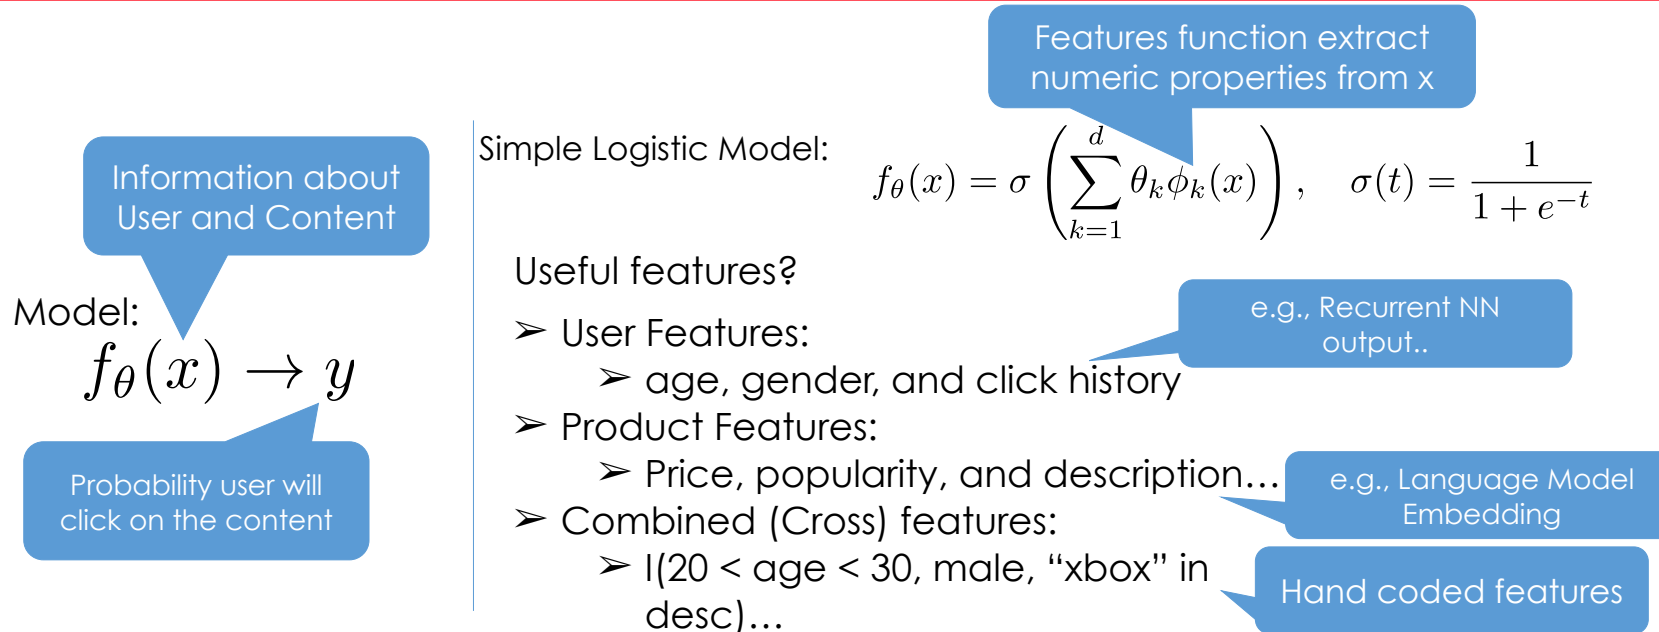 Features function extract
numeric properties from x
Information about
User and Content
Model:
f_θ(x) → y
Probability user will
click on the content
Simple Logistic Model:
f_θ(x) = σ ( ∑_{k=1}^{d} θ_k ϕ_k(x) ) ,   σ(t) = 1 / (1 + e^{−t})
Useful features?
➢ User Features:
e.g., Recurrent NN
output..
➢ age, gender, and click history
➢ Product Features:
➢ Price, popularity, and description…
e.g., Language Model
Embedding
➢ Combined (Cross) features:
➢ I(20 < age < 30, male, “xbox” in
desc)…
Hand coded features